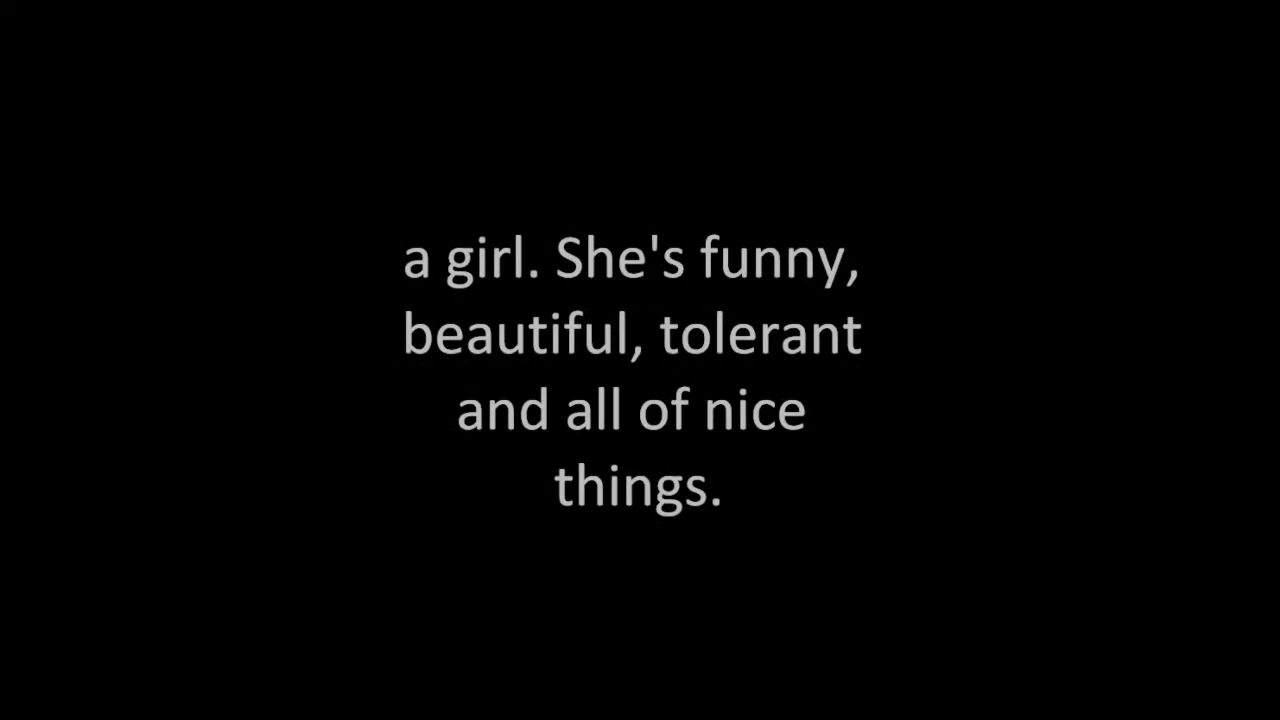 a girl. She's funny,
beautiful, tolerant
and all of nice
things.